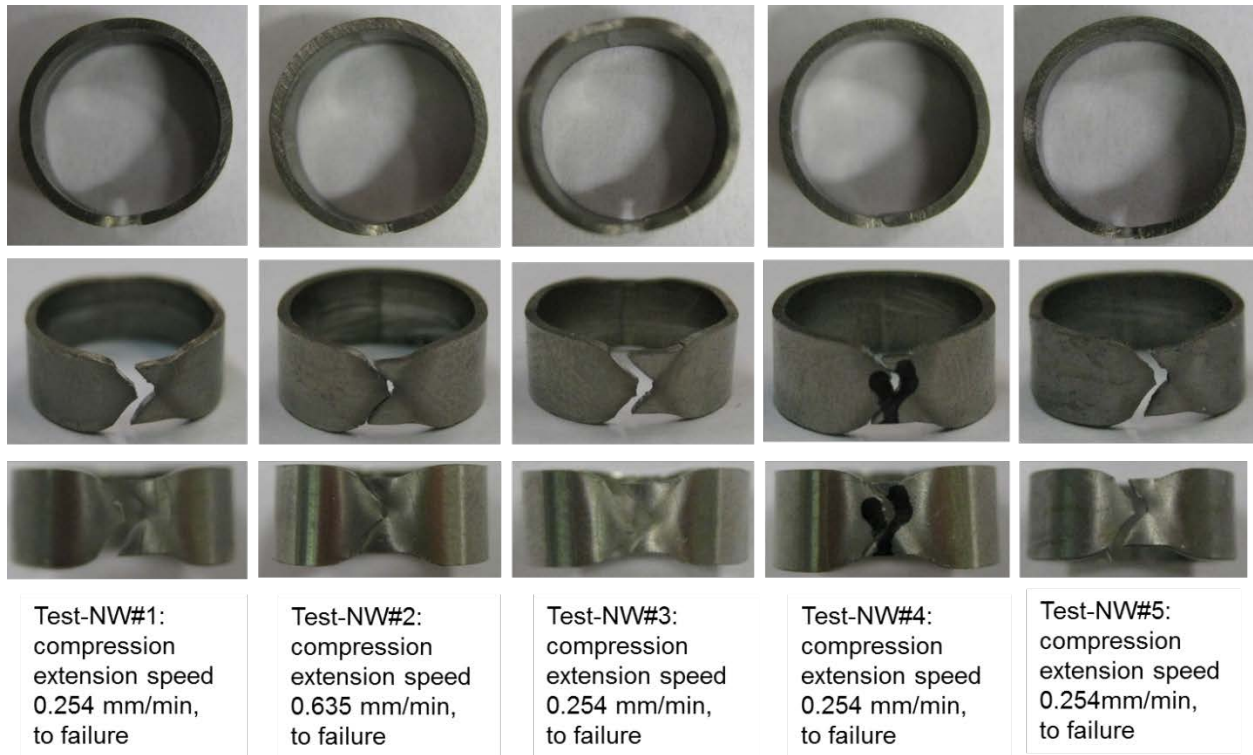 Test-NW#1:
compression
extension speed
0.254 mm/min,
to failure
Test-NW#2:
compression
extension speed
0.635 mm/min,
to failure
Test-NW#3:
compression
extension speed
0.254 mm/min,
to failure
Test-NW#4:
compression
extension speed
0.254 mm/min,
to failure
Test-NW#5:
compression
extension speed
0.254mm/min,
to failure